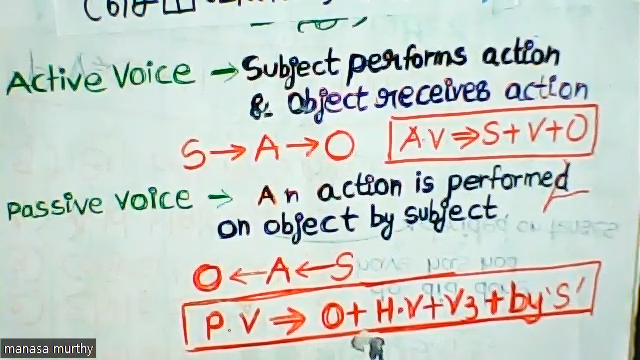 Active Voice → Subject performs action
& object receives action
S → A → O A.V ⇒ S + V + O
Passive Voice → An action is performed
on object by subject
O ← A ← S
P.V ⇒ O + H.V + V3 + by 'S'
manasa murthy